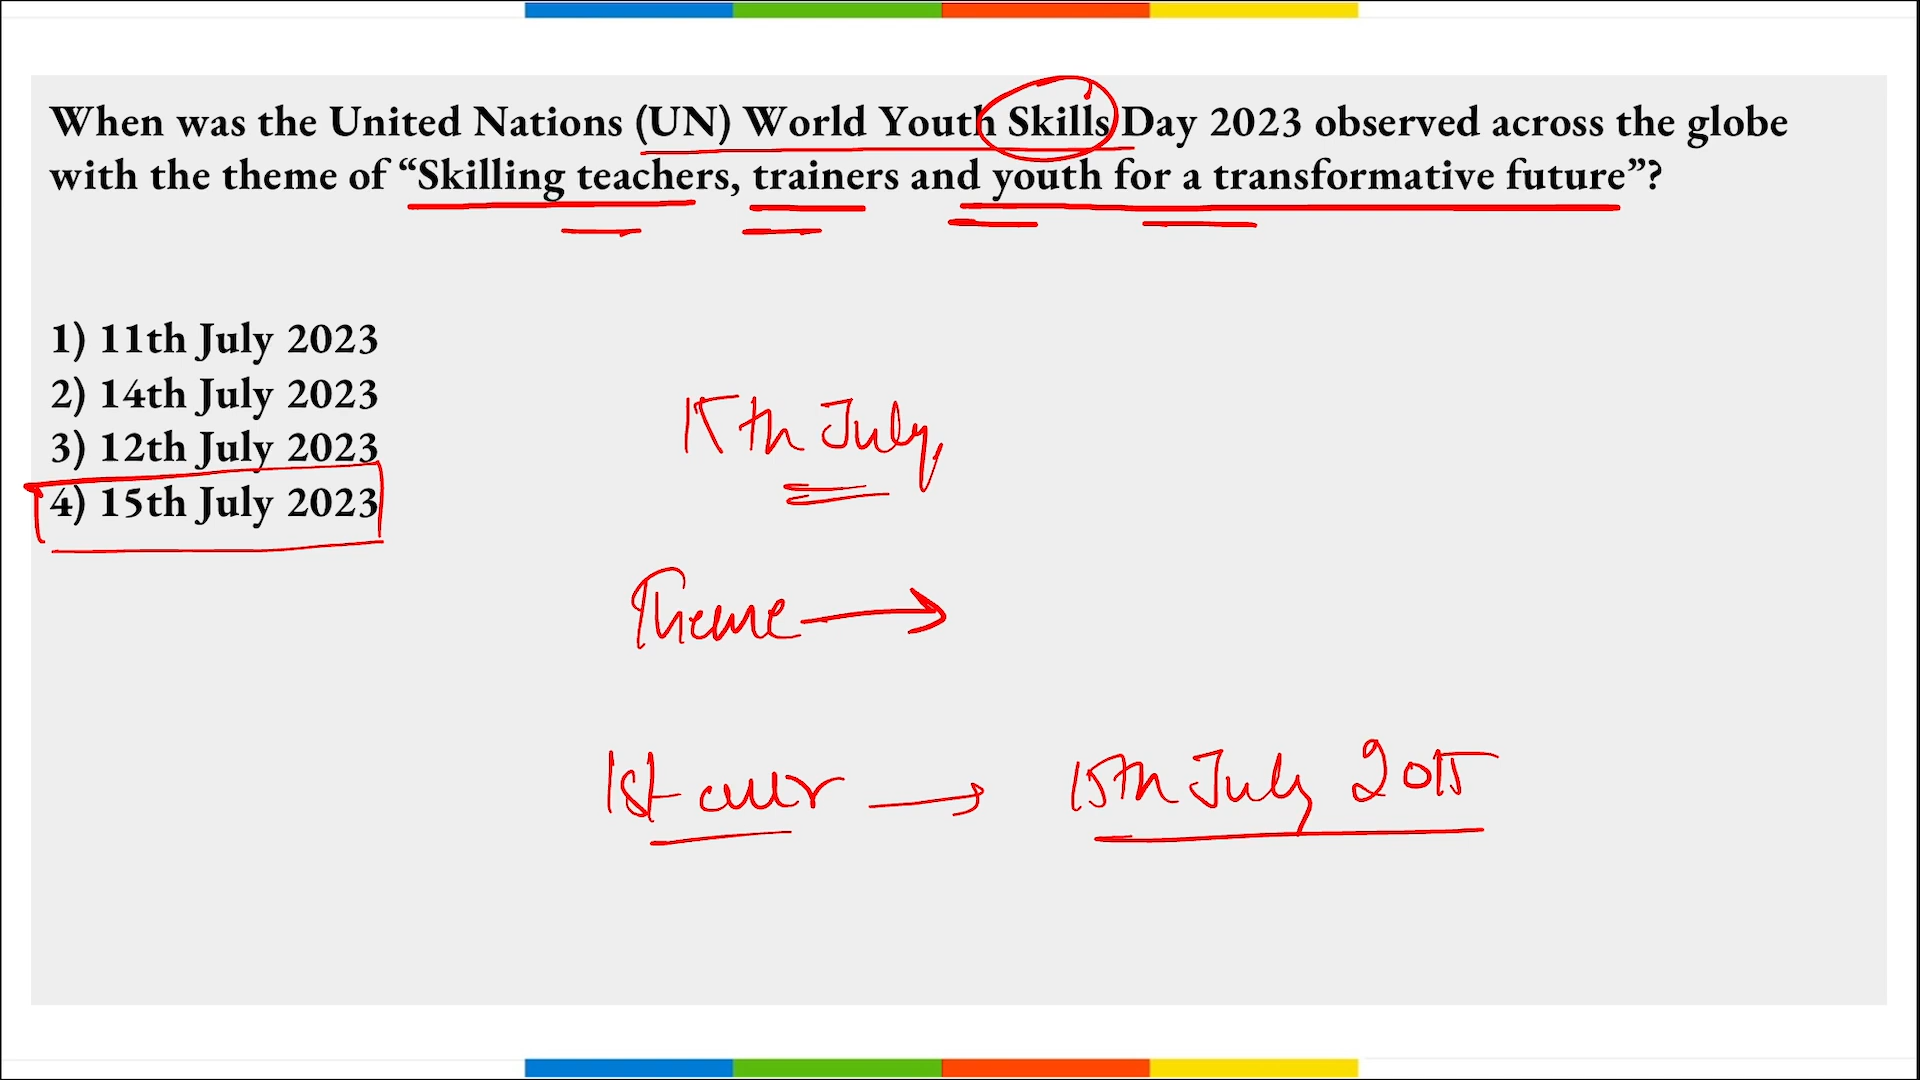 When was the United Nations (UN) World Youth Skills Day 2023 observed across the globe
with the theme of “Skilling teachers, trainers and youth for a transformative future”?
1) 11th July 2023
2) 14th July 2023
3) 12th July 2023
4) 15th July 2023
15th July
Theme
1st ever
15th July 2015